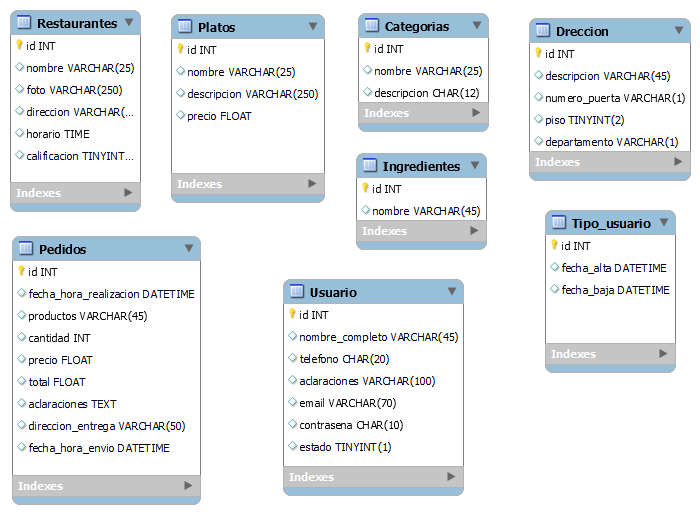 Restaurantes
id INT
nombre VARCHAR(25)
foto VARCHAR(250)
direccion VARCHAR(...
horario TIME
calificacion TINYINT...
Indexes
Platos
id INT
nombre VARCHAR(25)
descripcion VARCHAR(250)
precio FLOAT
Indexes
Categorias
id INT
nombre VARCHAR(25)
descripcion CHAR(12)
Indexes
Dreccion
id INT
descripcion VARCHAR(45)
numero_puerta VARCHAR(1)
piso TINYINT(2)
departamento VARCHAR(1)
Indexes
Ingredientes
id INT
nombre VARCHAR(45)
Indexes
Tipo_usuario
id INT
fecha_alta DATETIME
fecha_baja DATETIME
Indexes
Pedidos
id INT
fecha_hora_realizacion DATETIME
productos VARCHAR(45)
cantidad INT
precio FLOAT
total FLOAT
aclaraciones TEXT
direccion_entrega VARCHAR(50)
fecha_hora_envio DATETIME
Indexes
Usuario
id INT
nombre_completo VARCHAR(45)
telefono CHAR(20)
aclaraciones VARCHAR(100)
email VARCHAR(70)
contrasena CHAR(10)
estado TINYINT(1)
Indexes